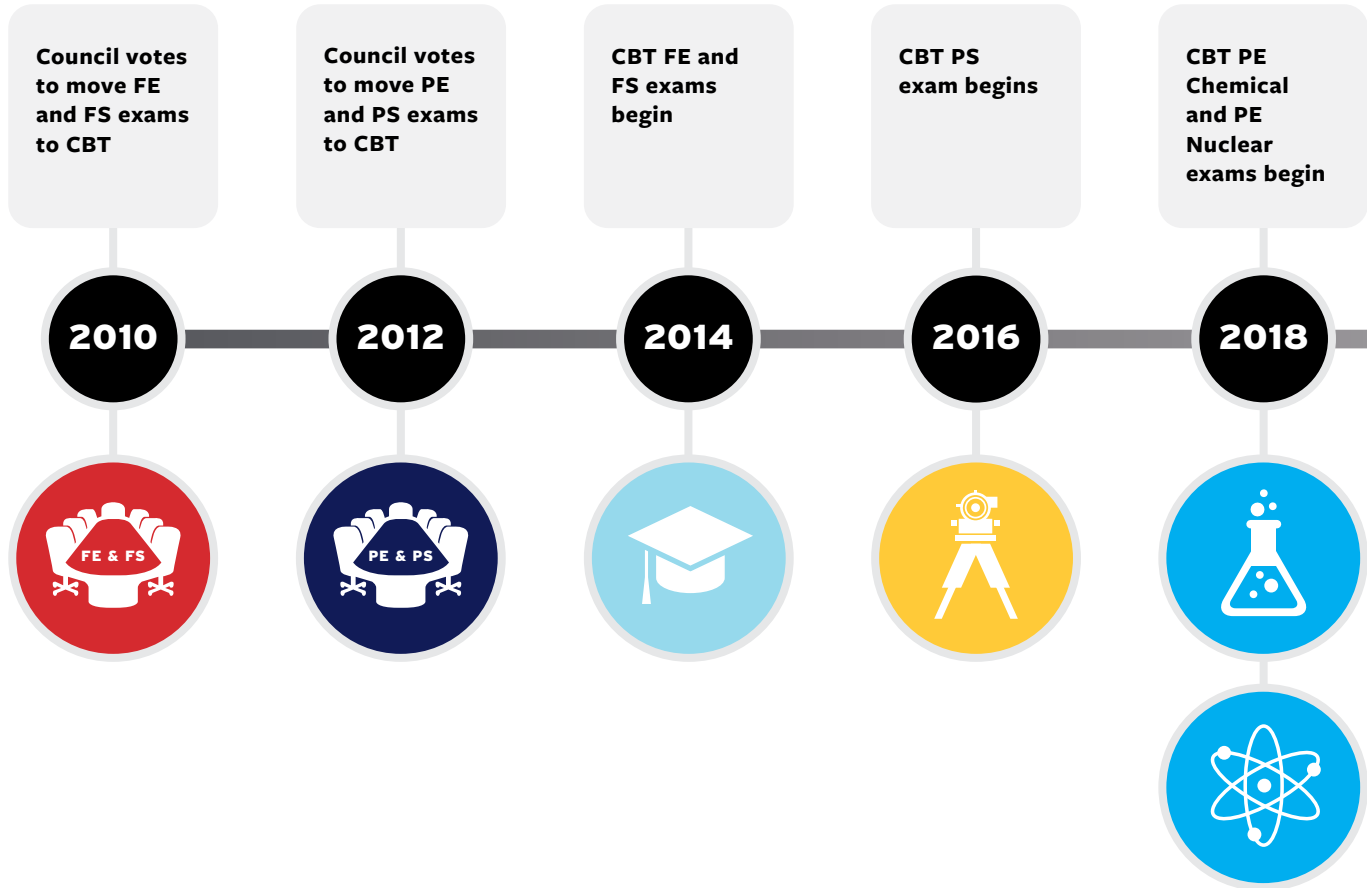 Council votes
to move FE
and FS exams
to CBT
Council votes
to move PE
and PS exams
to CBT
CBT FE and
FS exams
begin
CBT PS
exam begins
CBT PE
Chemical
and PE
Nuclear
exams begin
2010
2012
2014
2016
2018
FE & FS
PE & PS